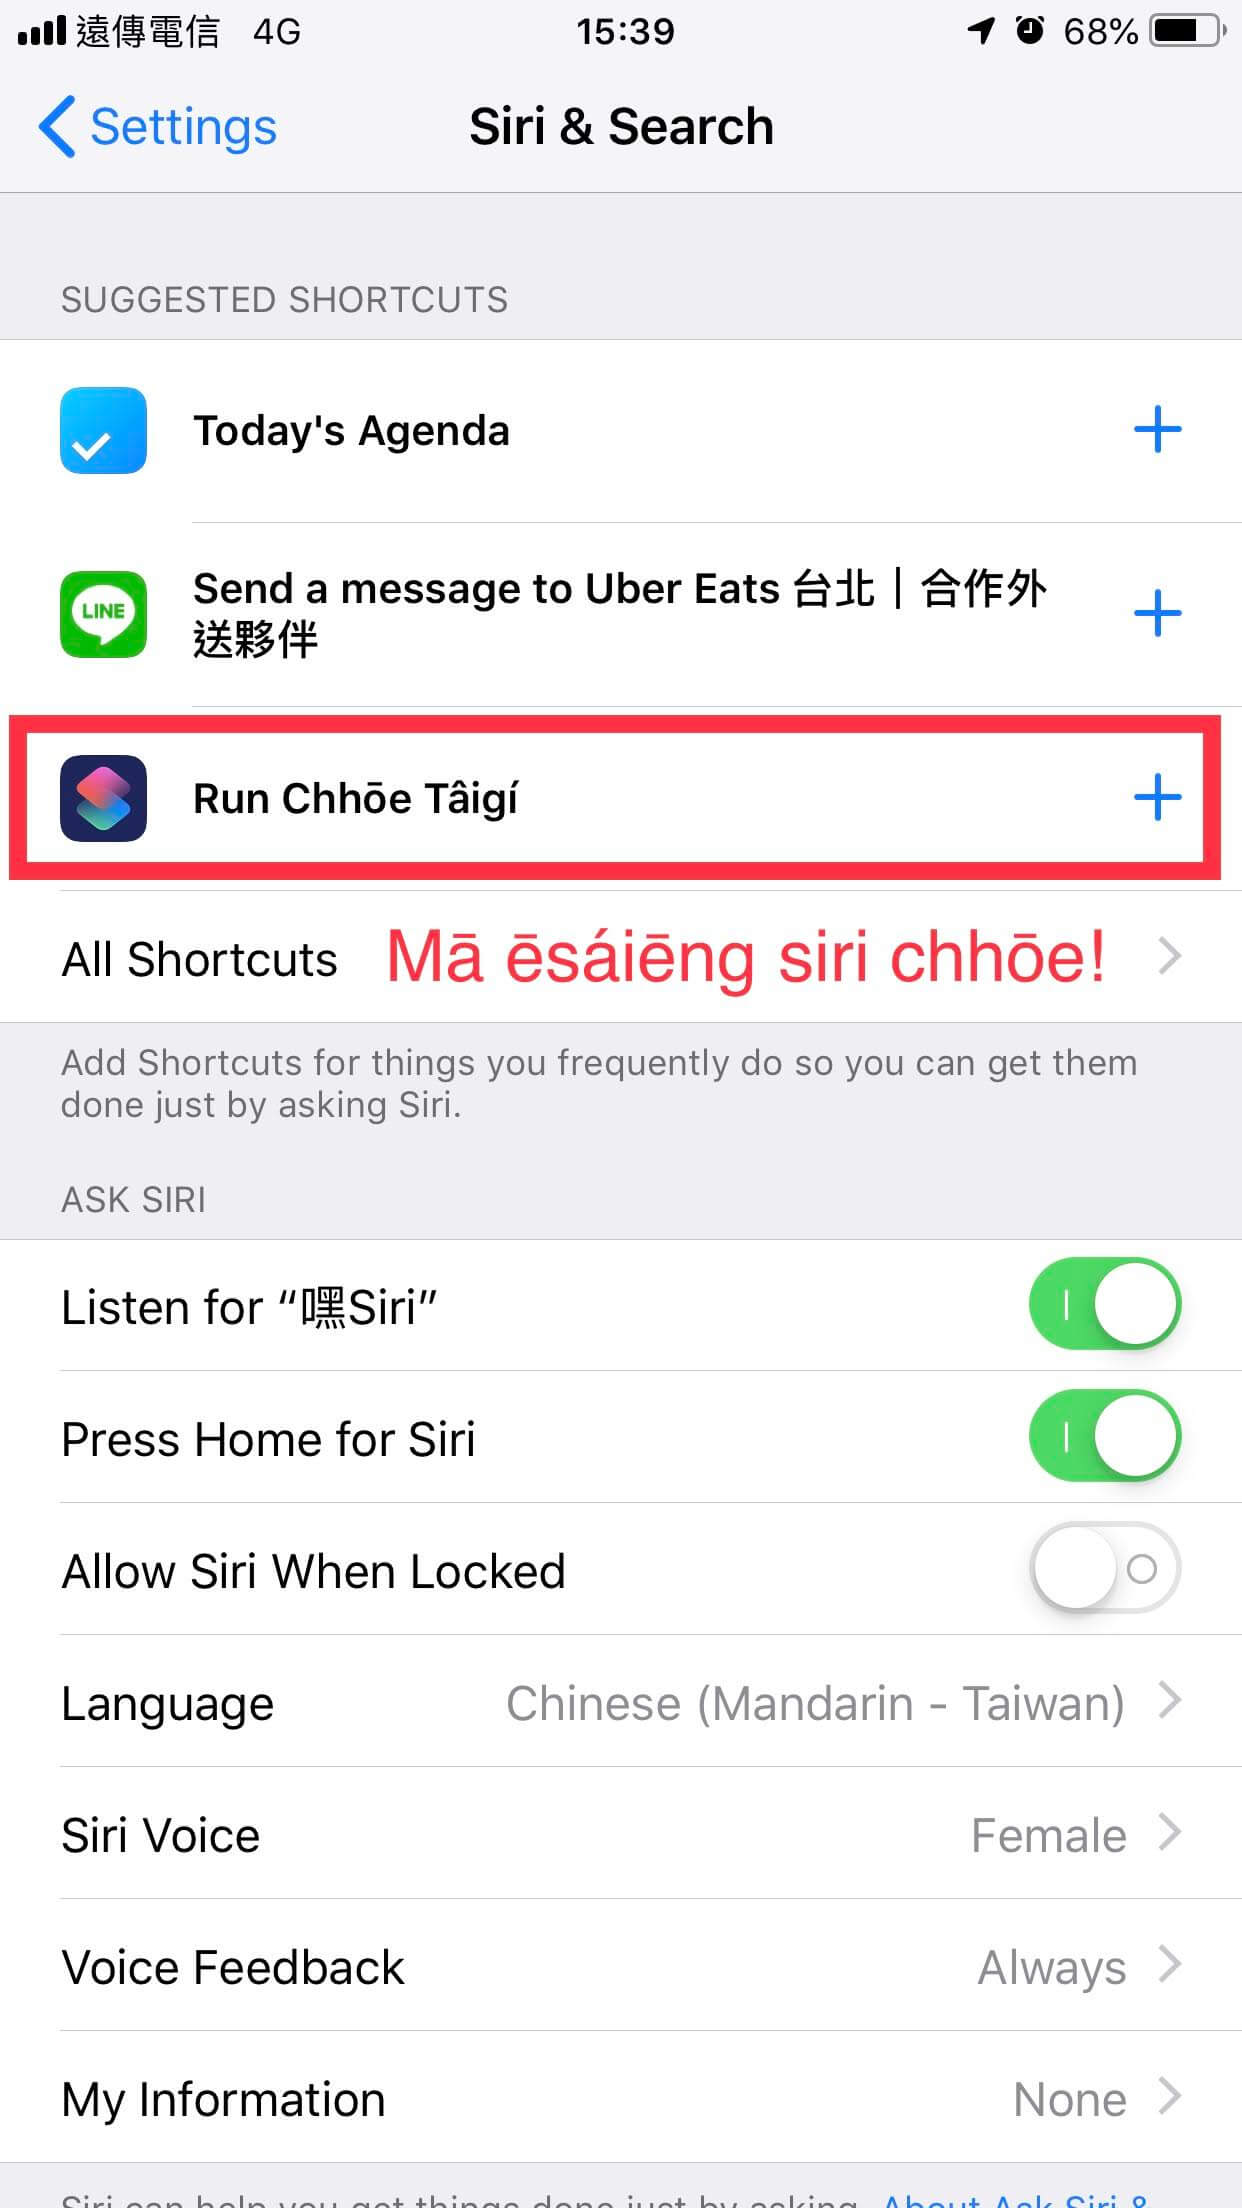 遠傳電信 4G 15:39 68%
Settings Siri & Search
SUGGESTED SHORTCUTS
Today's Agenda
LINE
Send a message to Uber Eats 台北｜合作外
送夥伴
Run Chhōe Tâigí
All Shortcuts Mā ēsáiēng siri chhōe!
Add Shortcuts for things you frequently do so you can get them
done just by asking Siri.
ASK SIRI
Listen for “嘿Siri”
Press Home for Siri
Allow Siri When Locked
Language Chinese (Mandarin - Taiwan)
Siri Voice Female
Voice Feedback Always
My Information None
Siri can help you get things done just by asking. About Ask Siri &